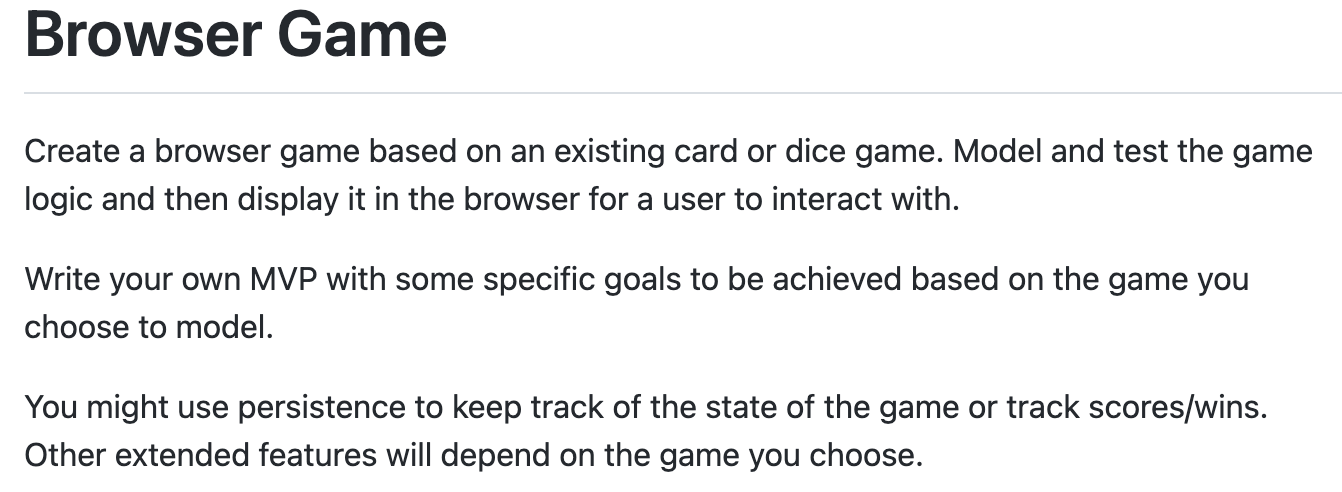 Browser Game
Create a browser game based on an existing card or dice game. Model and test the game
logic and then display it in the browser for a user to interact with.
Write your own MVP with some specific goals to be achieved based on the game you
choose to model.
You might use persistence to keep track of the state of the game or track scores/wins.
Other extended features will depend on the game you choose.